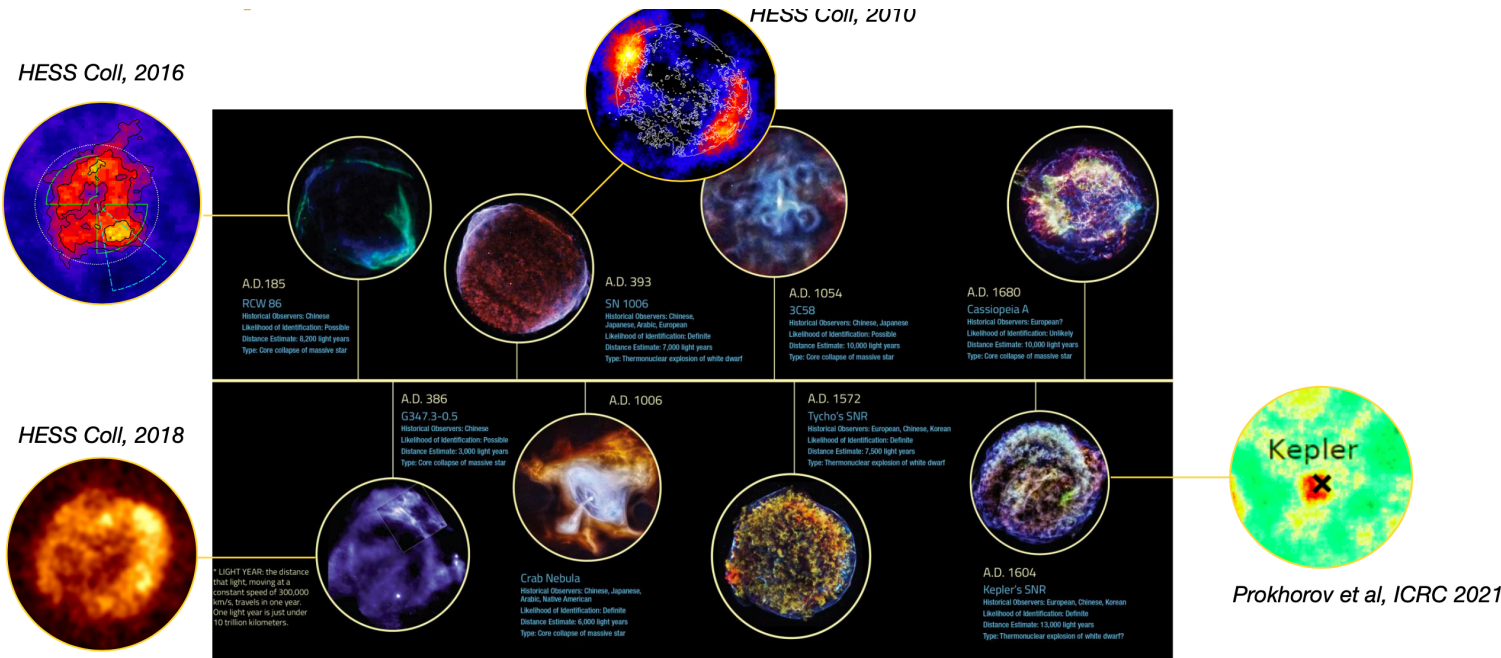 HESS Coll, 2010
HESS Coll, 2016
A.D.185
RCW 86
Historical Observers: Chinese
Likelihood of Identification: Possible
Distance Estimate: 8,200 light years
Type: Core collapse of massive star
A.D. 393
SN 1006
Historical Observers: Chinese,
Japanese, Arabic, European
Likelihood of Identification: Definite
Distance Estimate: 7,000 light years
Type: Thermonuclear explosion of white dwarf
A.D. 1054
3C58
Historical Observers: Chinese, Japanese
Likelihood of Identification: Possible
Distance Estimate: 10,000 light years
Type: Core collapse of massive star
A.D. 1680
Cassiopeia A
Historical Observers: European?
Likelihood of Identification: Unlikely
Distance Estimate: 10,000 light years
Type: Core collapse of massive star
HESS Coll, 2018
* LIGHT YEAR: the distance
that light, moving at a
constant speed of 300,000
km/s, travels in one year.
One light year is just under
10 trillion kilometers.
A.D. 386
G347.3-0.5
Historical Observers: Chinese
Likelihood of Identification: Possible
Distance Estimate: 3,000 light years
Type: Core collapse of massive star
A.D. 1006
Crab Nebula
Historical Observers: Chinese, Japanese,
Arabic, Native American
Likelihood of Identification: Definite
Distance Estimate: 6,000 light years
Type: Core collapse of massive star
A.D. 1572
Tycho's SNR
Historical Observers: European, Chinese, Korean
Likelihood of Identification: Definite
Distance Estimate: 7,500 light years
Type: Thermonuclear explosion of white dwarf
A.D. 1604
Kepler's SNR
Historical Observers: European, Chinese, Korean
Likelihood of Identification: Definite
Distance Estimate: 13,000 light years
Type: Thermonuclear explosion of white dwarf?
Kepler
Prokhorov et al, ICRC 2021